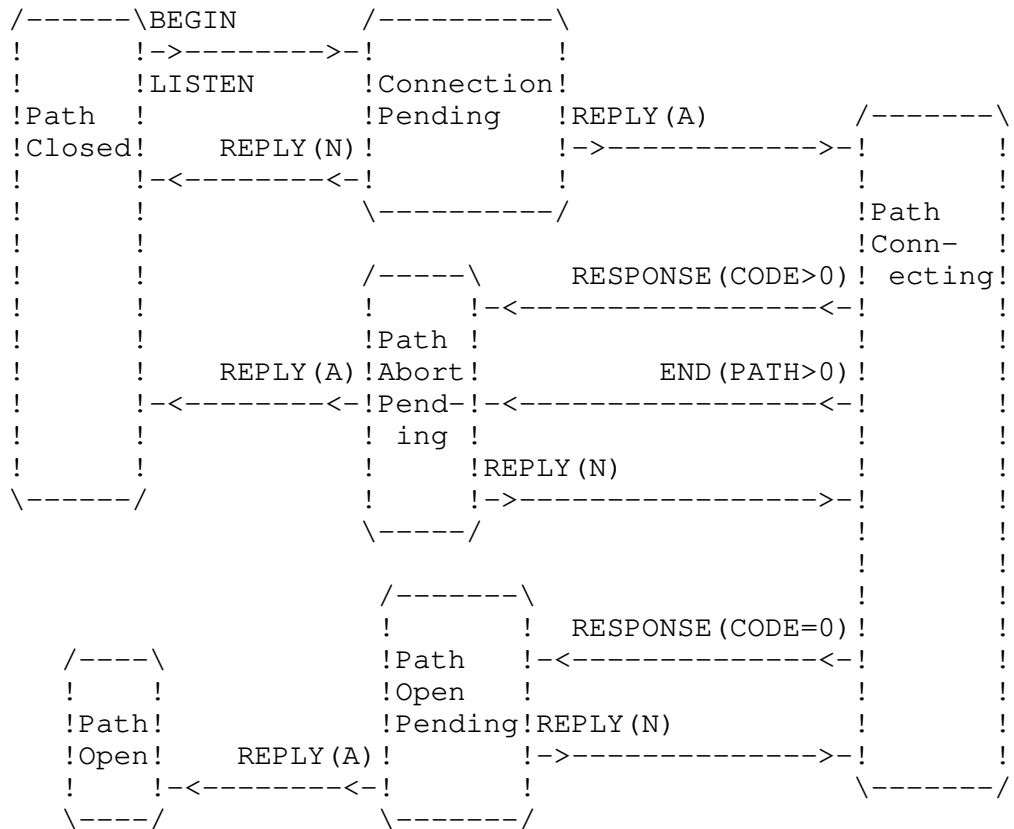 BEGIN
LISTEN Connection
Path Pending REPLY(A)
Closed REPLY(N)
Path
Conn-
RESPONSE(CODE>0) ecting
Path
REPLY(A) Abort END(PATH>0)
Pend-
ing
REPLY(N)
RESPONSE(CODE=0)
Path
Open
Path Pending REPLY(N)
Open REPLY(A)